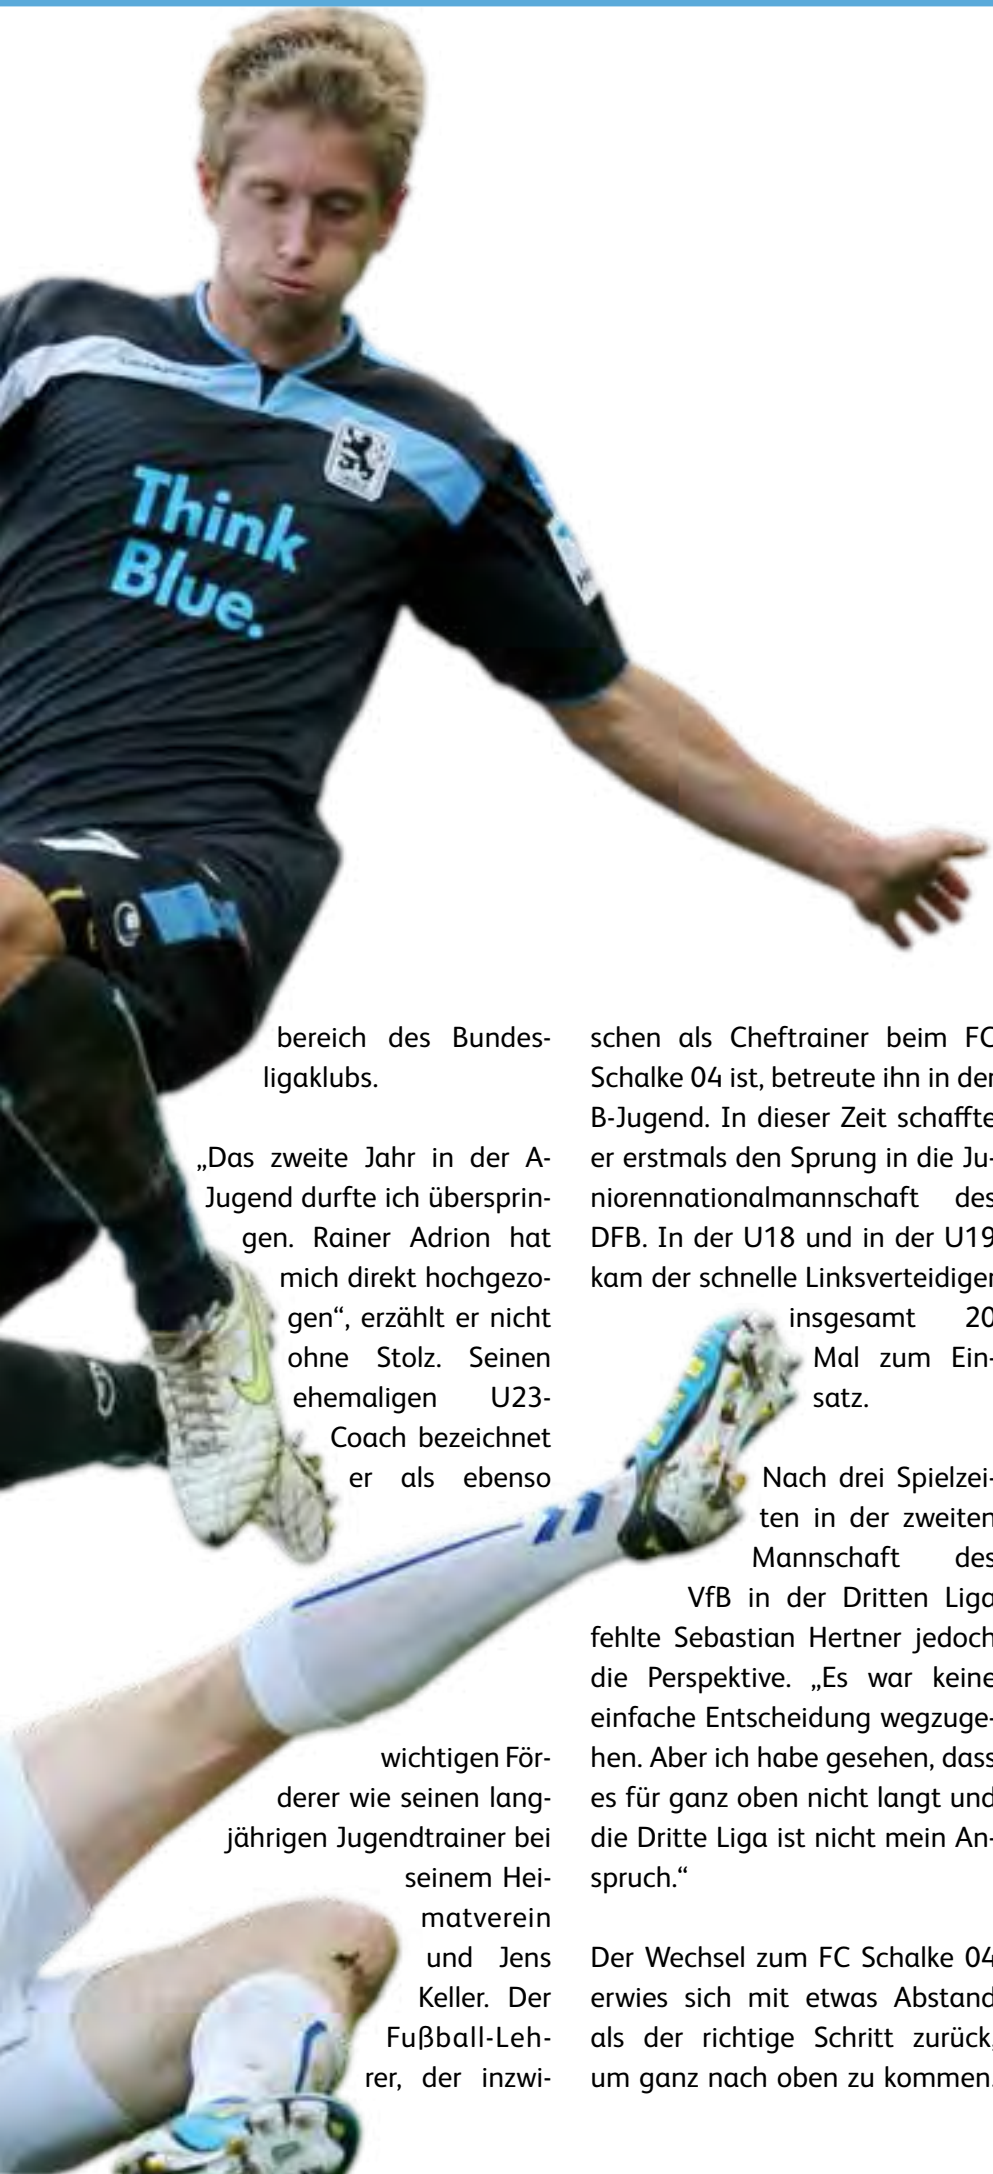 Think
Blue.
bereich des Bundes-
ligaklubs.
„Das zweite Jahr in der A-
Jugend durfte ich übersprin-
gen. Rainer Adrion hat
mich direkt hochgezo-
gen“, erzählt er nicht
ohne Stolz. Seinen
ehemaligen U23-
Coach bezeichnet
er als ebenso
wichtigen För-
derer wie seinen lang-
jährigen Jugendtrainer bei
seinem Hei-
matverein
und Jens
Keller. Der
Fußball-Leh-
rer, der inzwi-
schen als Cheftrainer beim FC
Schalke 04 ist, betreute ihn in der
B-Jugend. In dieser Zeit schaffte
er erstmals den Sprung in die Ju-
niorennationalmannschaft des
DFB. In der U18 und in der U19
kam der schnelle Linksverteidiger
insgesamt 20
Mal zum Ein-
satz.
Nach drei Spielzei-
ten in der zweiten
Mannschaft des
VfB in der Dritten Liga
fehlte Sebastian Hertner jedoch
die Perspektive. „Es war keine
einfache Entscheidung wegzuge-
hen. Aber ich habe gesehen, dass
es für ganz oben nicht langt und
die Dritte Liga ist nicht mein An-
spruch.“
Der Wechsel zum FC Schalke 04
erwies sich mit etwas Abstand
als der richtige Schritt zurück,
um ganz nach oben zu kommen.